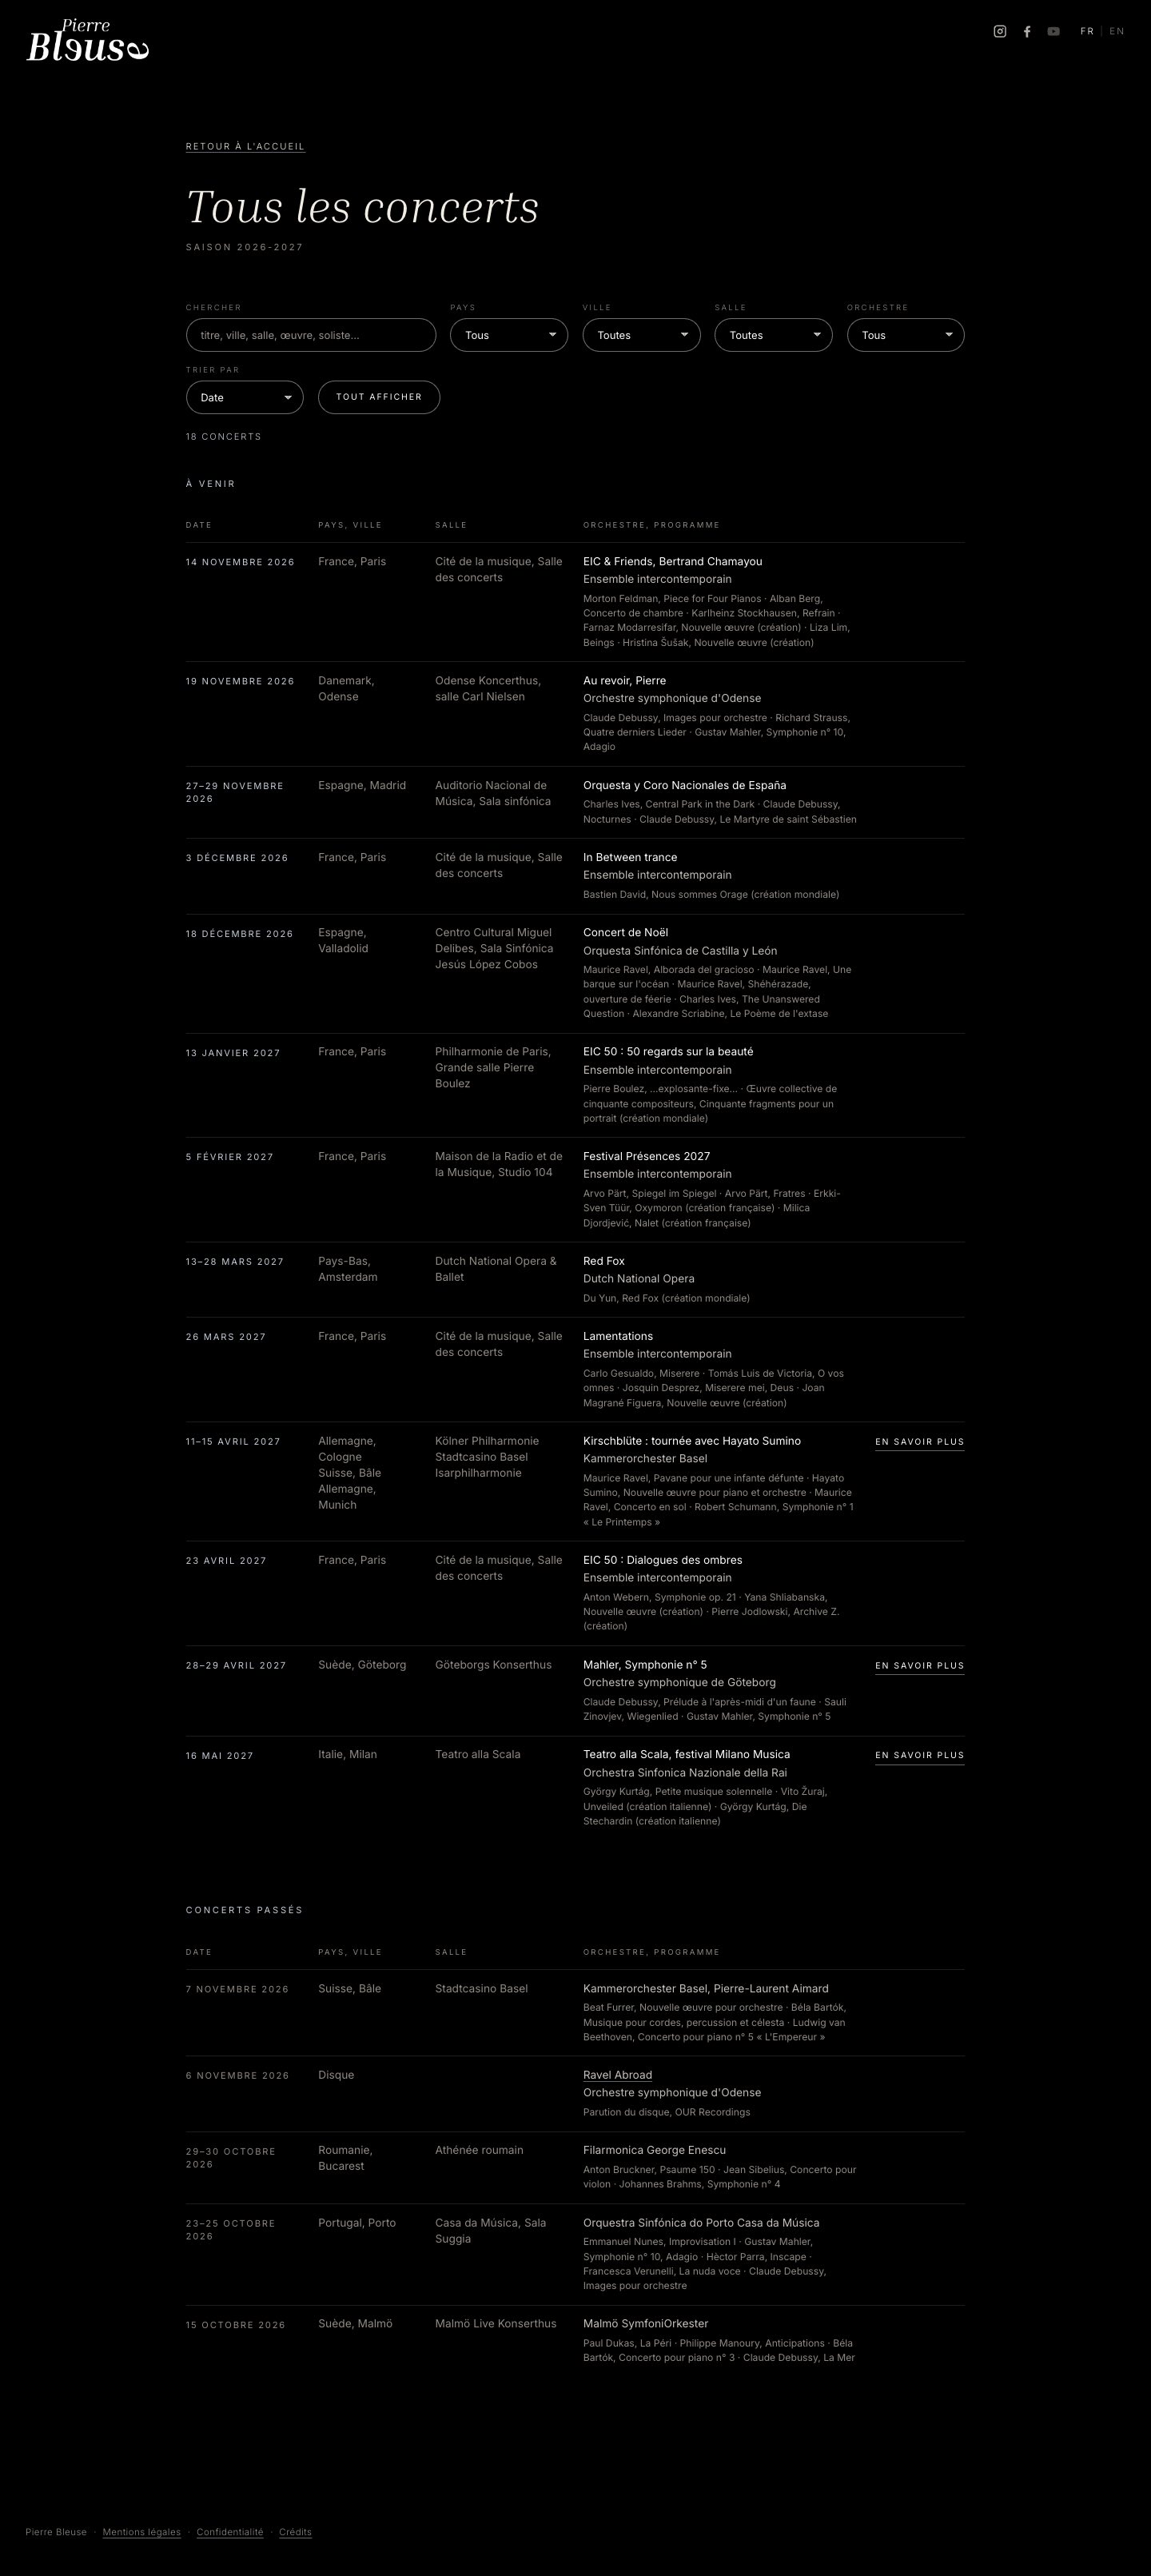 Pierre
Bleuse
FR | EN
RETOUR À L'ACCUEIL
Tous les concerts
SAISON 2026-2027
CHERCHER
PAYS
VILLE
SALLE
ORCHESTRE
titre, ville, salle, œuvre, soliste...
Tous
Toutes
Toutes
Tous
TRIER PAR
Date
TOUT AFFICHER
18 CONCERTS
À VENIR
DATE
PAYS, VILLE
SALLE
ORCHESTRE, PROGRAMME
14 NOVEMBRE 2026
France, Paris
Cité de la musique, Salle
des concerts
EIC & Friends, Bertrand Chamayou
Ensemble intercontemporain
Morton Feldman, Piece for Four Pianos · Alban Berg,
Concerto de chambre · Karlheinz Stockhausen, Refrain ·
Farnaz Modarresifar, Nouvelle œuvre (création) · Liza Lim,
Beings · Hristina Šušak, Nouvelle œuvre (création)
19 NOVEMBRE 2026
Danemark,
Odense
Odense Koncerthus,
salle Carl Nielsen
Au revoir, Pierre
Orchestre symphonique d'Odense
Claude Debussy, Images pour orchestre · Richard Strauss,
Quatre derniers Lieder · Gustav Mahler, Symphonie n° 10,
Adagio
27–29 NOVEMBRE
2026
Espagne, Madrid
Auditorio Nacional de
Música, Sala sinfónica
Orquesta y Coro Nacionales de España
Charles Ives, Central Park in the Dark · Claude Debussy,
Nocturnes · Claude Debussy, Le Martyre de saint Sébastien
3 DÉCEMBRE 2026
France, Paris
Cité de la musique, Salle
des concerts
In Between trance
Ensemble intercontemporain
Bastien David, Nous sommes Orage (création mondiale)
18 DÉCEMBRE 2026
Espagne,
Valladolid
Centro Cultural Miguel
Delibes, Sala Sinfónica
Jesús López Cobos
Concert de Noël
Orquesta Sinfónica de Castilla y León
Maurice Ravel, Alborada del gracioso · Maurice Ravel, Une
barque sur l'océan · Maurice Ravel, Shéhérazade,
ouverture de féerie · Charles Ives, The Unanswered
Question · Alexandre Scriabine, Le Poème de l'extase
13 JANVIER 2027
France, Paris
Philharmonie de Paris,
Grande salle Pierre
Boulez
EIC 50 : 50 regards sur la beauté
Ensemble intercontemporain
Pierre Boulez, ...explosante-fixe... · Œuvre collective de
cinquante compositeurs, Cinquante fragments pour un
portrait (création mondiale)
5 FÉVRIER 2027
France, Paris
Maison de la Radio et de
la Musique, Studio 104
Festival Présences 2027
Ensemble intercontemporain
Arvo Pärt, Spiegel im Spiegel · Arvo Pärt, Fratres · Erkki-
Sven Tüür, Oxymoron (création française) · Milica
Djordjević, Nalet (création française)
13–28 MARS 2027
Pays-Bas,
Amsterdam
Dutch National Opera &
Ballet
Red Fox
Dutch National Opera
Du Yun, Red Fox (création mondiale)
26 MARS 2027
France, Paris
Cité de la musique, Salle
des concerts
Lamentations
Ensemble intercontemporain
Carlo Gesualdo, Miserere · Tomás Luis de Victoria, O vos
omnes · Josquin Desprez, Miserere mei, Deus · Joan
Magrané Figuera, Nouvelle œuvre (création)
11–15 AVRIL 2027
Allemagne,
Cologne
Suisse, Bâle
Allemagne,
Munich
Kölner Philharmonie
Stadtcasino Basel
Isarphilharmonie
Kirschblüte : tournée avec Hayato Sumino
Kammerorchester Basel
Maurice Ravel, Pavane pour une infante défunte · Hayato
Sumino, Nouvelle œuvre pour piano et orchestre · Maurice
Ravel, Concerto en sol · Robert Schumann, Symphonie n° 1
« Le Printemps »
EN SAVOIR PLUS
23 AVRIL 2027
France, Paris
Cité de la musique, Salle
des concerts
EIC 50 : Dialogues des ombres
Ensemble intercontemporain
Anton Webern, Symphonie op. 21 · Yana Shliabanska,
Nouvelle œuvre (création) · Pierre Jodlowski, Archive Z.
(création)
28–29 AVRIL 2027
Suède, Göteborg
Göteborgs Konserthus
Mahler, Symphonie n° 5
Orchestre symphonique de Göteborg
Claude Debussy, Prélude à l'après-midi d'un faune · Sauli
Zinovjev, Wiegenlied · Gustav Mahler, Symphonie n° 5
EN SAVOIR PLUS
16 MAI 2027
Italie, Milan
Teatro alla Scala
Teatro alla Scala, festival Milano Musica
Orchestra Sinfonica Nazionale della Rai
György Kurtág, Petite musique solennelle · Vito Žuraj,
Unveiled (création italienne) · György Kurtág, Die
Stechardin (création italienne)
EN SAVOIR PLUS
CONCERTS PASSÉS
DATE
PAYS, VILLE
SALLE
ORCHESTRE, PROGRAMME
7 NOVEMBRE 2026
Suisse, Bâle
Stadtcasino Basel
Kammerorchester Basel, Pierre-Laurent Aimard
Beat Furrer, Nouvelle œuvre pour orchestre · Béla Bartók,
Musique pour cordes, percussion et célesta · Ludwig van
Beethoven, Concerto pour piano n° 5 « L'Empereur »
6 NOVEMBRE 2026
Disque
Ravel Abroad
Orchestre symphonique d'Odense
Parution du disque, OUR Recordings
29–30 OCTOBRE
2026
Roumanie,
Bucarest
Athénée roumain
Filarmonica George Enescu
Anton Bruckner, Psaume 150 · Jean Sibelius, Concerto pour
violon · Johannes Brahms, Symphonie n° 4
23–25 OCTOBRE
2026
Portugal, Porto
Casa da Música, Sala
Suggia
Orquestra Sinfónica do Porto Casa da Música
Emmanuel Nunes, Improvisation I · Gustav Mahler,
Symphonie n° 10, Adagio · Hèctor Parra, Inscape ·
Francesca Verunelli, La nuda voce · Claude Debussy,
Images pour orchestre
15 OCTOBRE 2026
Suède, Malmö
Malmö Live Konserthus
Malmö SymfoniOrkester
Paul Dukas, La Péri · Philippe Manoury, Anticipations · Béla
Bartók, Concerto pour piano n° 3 · Claude Debussy, La Mer
Pierre Bleuse · Mentions légales · Confidentialité · Crédits